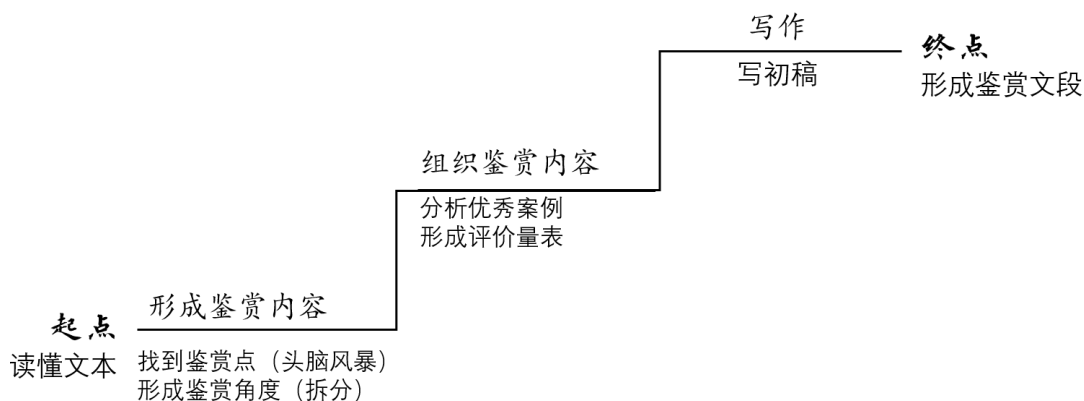 写作
终点
写初稿
形成鉴赏文段
组织鉴赏内容
分析优秀案例
形成评价量表
形成鉴赏内容
起点
读懂文本
找到鉴赏点（头脑风暴）
形成鉴赏角度（拆分）